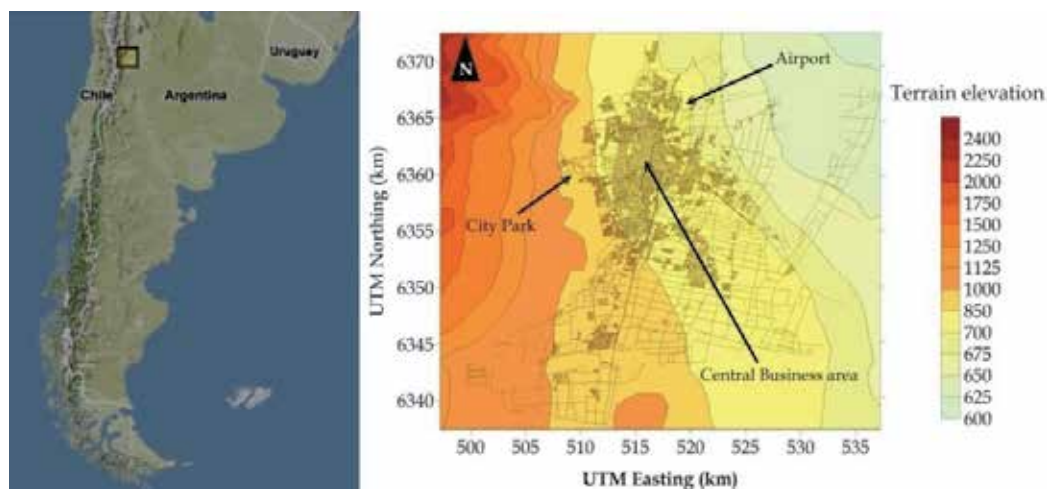 Uruguay
Chile
Argentina
N
Airport
City Park
Central Business area
UTM Northing (km)
6370
6365
6360
6355
6350
6345
6340
500 505 510 515 520 525 530 535
UTM Easting (km)
Terrain elevation
2400
2250
2000
1750
1500
1250
1125
1000
850
700
675
650
625
600